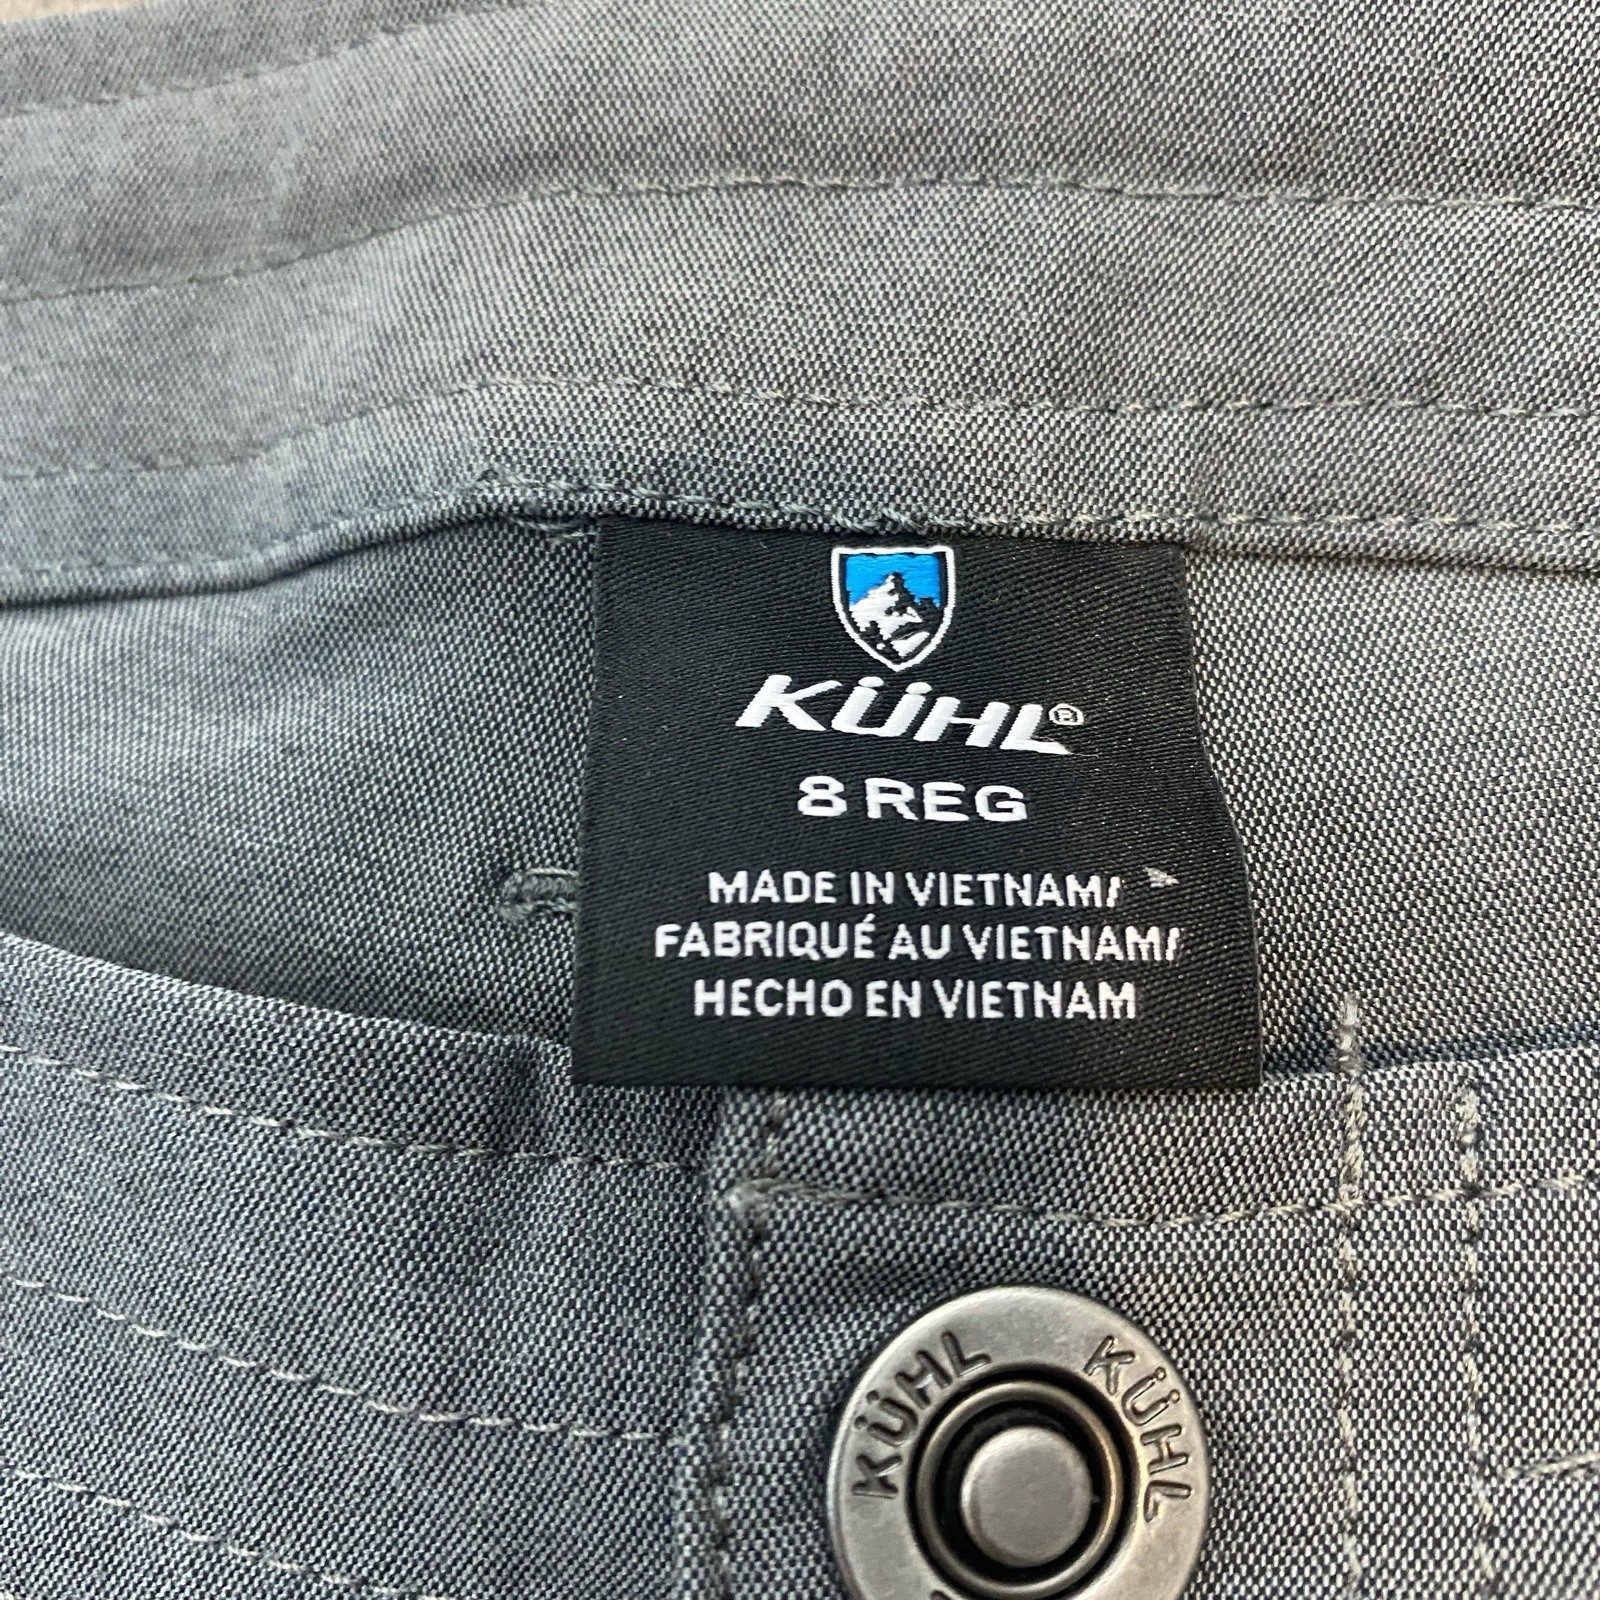 KÜHL®
8 REG
MADE IN VIETNAM/
FABRIQUÉ AU VIETNAM/
HECHO EN VIETNAM
KÜHL KÜHL